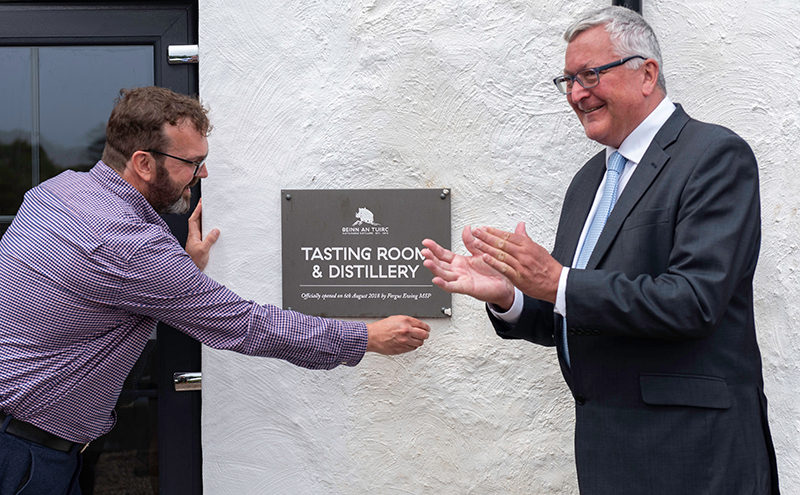 BEINN AN TUIRC
TASTING ROOM
& DISTILLERY
Officially opened on 6th August 2018 by Fergus Ewing MSP